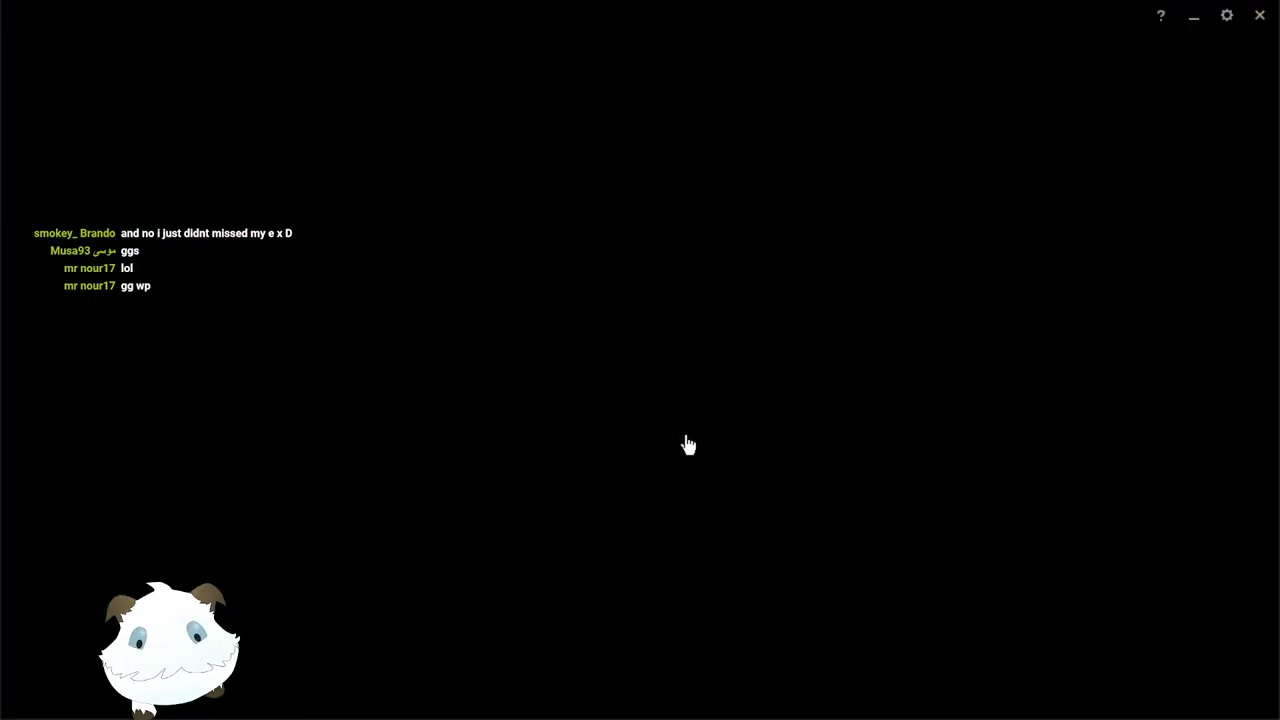 ?
smokey_ Brando and no i just didnt missed my e x D
Musa93 موسى ggs
mr nour17 lol
mr nour17 gg wp